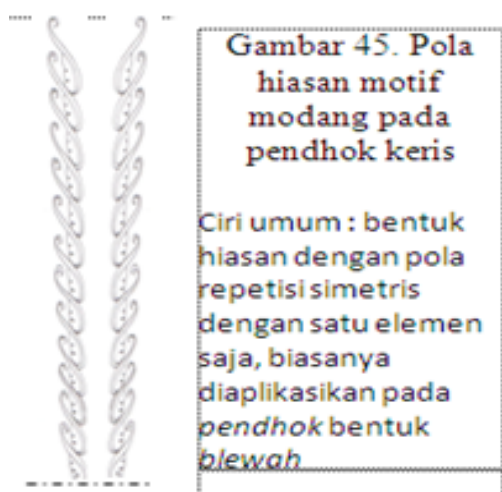 Gambar 45. Pola
hiasan motif
modang pada
pendhok keris
Ciri umum : bentuk
hiasan dengan pola
repetisi simetris
dengan satu elemen
saja, biasanya
diaplikasikan pada
pendhok bentuk
blewah